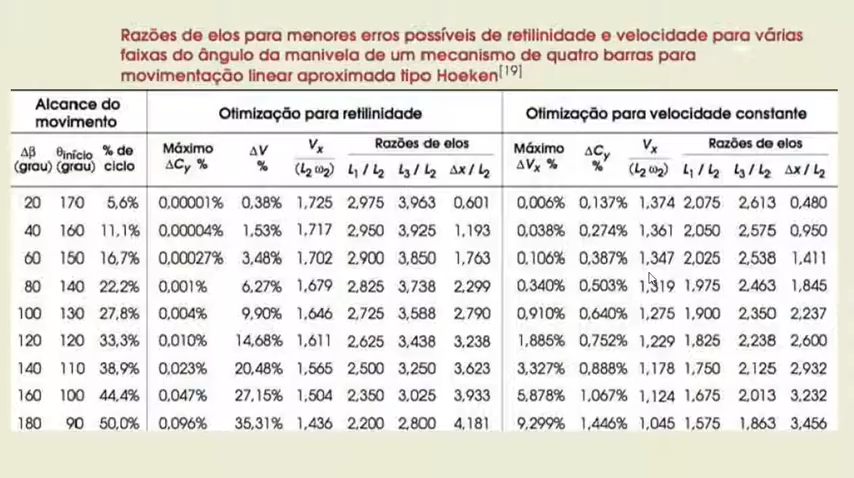 Razões de elos para menores erros possíveis de retilinidade e velocidade para várias
faixas do ângulo da manivela de um mecanismo de quatro barras para
movimentação linear aproximada tipo Hoeken[19]
Alcance do movimento Otimização para retilinidade Otimização para velocidade constante
Δβ (grau) θinício (grau) % de ciclo Máximo ΔCy % ΔV % Vx (L2 ω2) Razões de elos L1 / L2 L3 / L2 Δx / L2 Máximo ΔVx % ΔCy % Vx (L2 ω2) Razões de elos L1 / L2 L3 / L2 Δx / L2
20 170 5,6% 0,00001% 0,38% 1,725 2,975 3,963 0,601 0,006% 0,137% 1,374 2,075 2,613 0,480
40 160 11,1% 0,00004% 1,53% 1,717 2,950 3,925 1,193 0,038% 0,274% 1,361 2,050 2,575 0,950
60 150 16,7% 0,00027% 3,48% 1,702 2,900 3,850 1,763 0,106% 0,387% 1,347 2,025 2,538 1,411
80 140 22,2% 0,001% 6,27% 1,679 2,825 3,738 2,299 0,340% 0,503% 1,319 1,975 2,463 1,845
100 130 27,8% 0,004% 9,90% 1,646 2,725 3,588 2,790 0,910% 0,640% 1,275 1,900 2,350 2,237
120 120 33,3% 0,010% 14,68% 1,611 2,625 3,438 3,238 1,885% 0,752% 1,229 1,825 2,238 2,600
140 110 38,9% 0,023% 20,48% 1,565 2,500 3,250 3,623 3,327% 0,888% 1,178 1,750 2,125 2,932
160 100 44,4% 0,047% 27,15% 1,504 2,350 3,025 3,933 5,878% 1,067% 1,124 1,675 2,013 3,232
180 90 50,0% 0,096% 35,31% 1,436 2,200 2,800 4,181 9,299% 1,446% 1,045 1,575 1,863 3,456